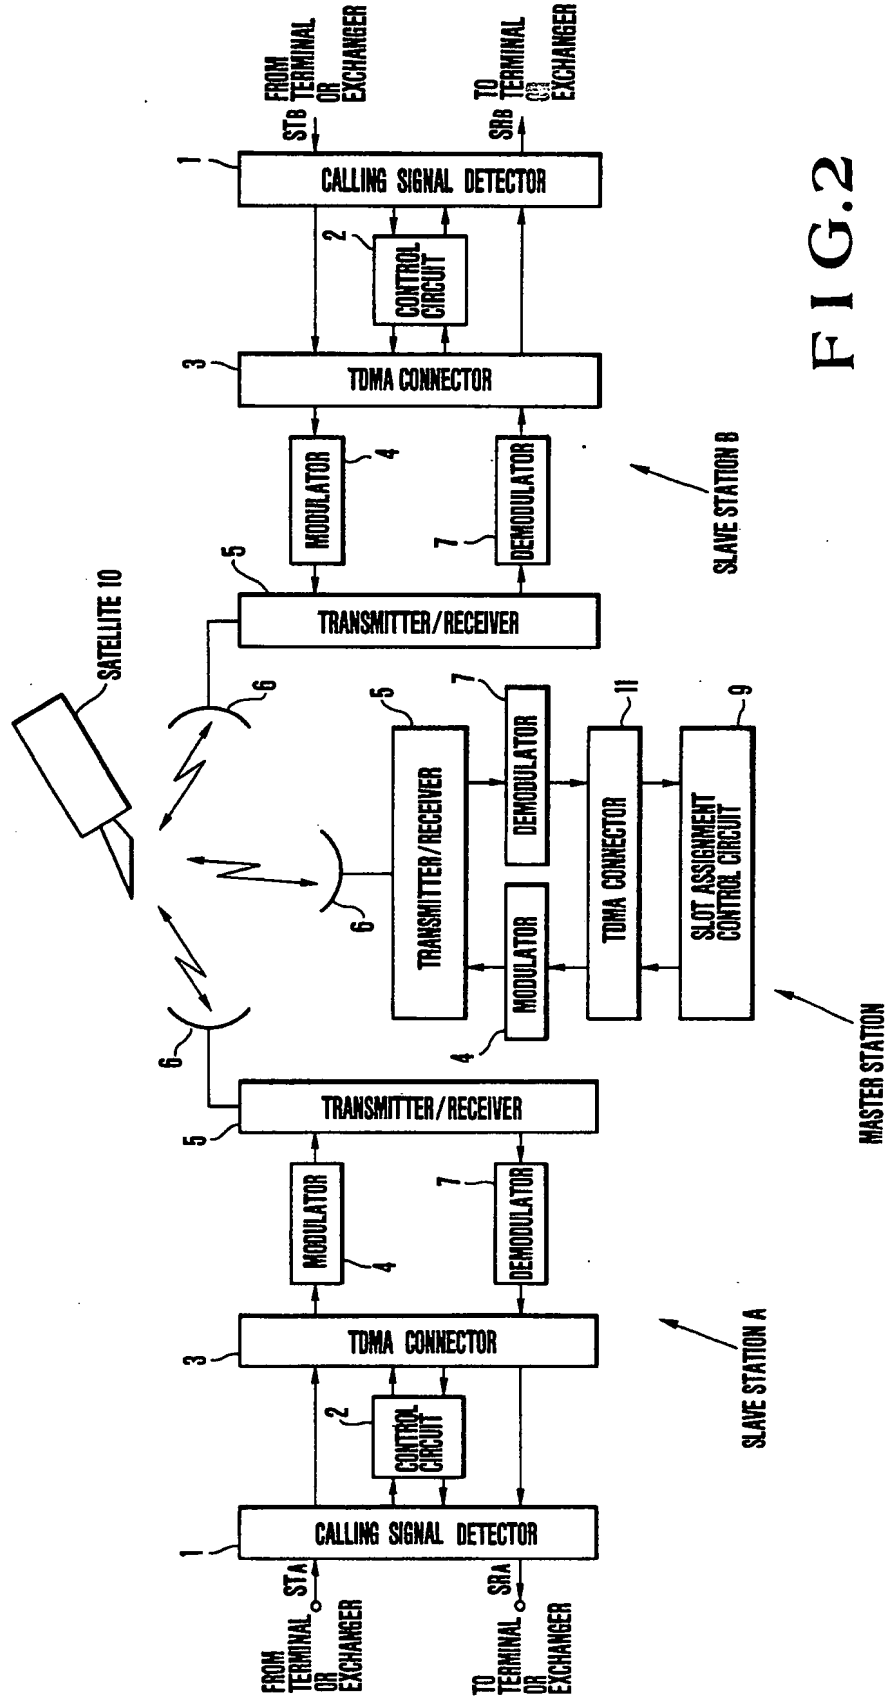 SATELLITE 10
6
6
6
FROM
TERMINAL
OR
EXCHANGER
STA
TO
TERMINAL
OR
EXCHANGER
SRA
1
CALLING SIGNAL DETECTOR
2
CONTROL
CIRCUIT
3
TDMA CONNECTOR
MODULATOR
4
7
DEMODULATOR
5
TRANSMITTER/RECEIVER
SLAVE STATION A
5
TRANSMITTER/RECEIVER
4
MODULATOR
7
DEMODULATOR
TDMA CONNECTOR
11
SLOT ASSIGNMENT
CONTROL CIRCUIT
9
MASTER STATION
5
TRANSMITTER/RECEIVER
MODULATOR
4
7
DEMODULATOR
3
TDMA CONNECTOR
2
CONTROL
CIRCUIT
1
CALLING SIGNAL DETECTOR
STB
FROM
TERMINAL
OR
EXCHANGER
SRB
TO
TERMINAL
OR
EXCHANGER
SLAVE STATION B
FIG.2